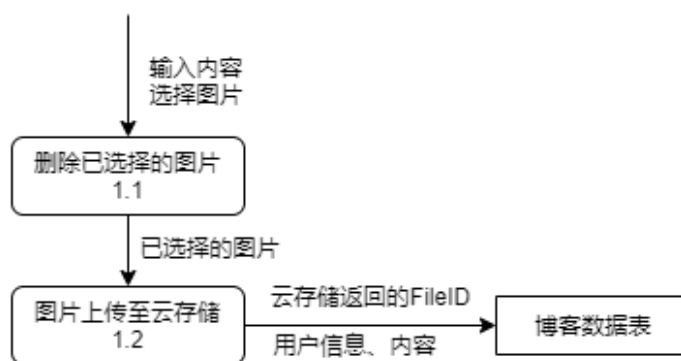 输入内容
选择图片
删除已选择的图片
1.1
已选择的图片
图片上传至云存储
1.2
云存储返回的FileID
用户信息、内容
博客数据表